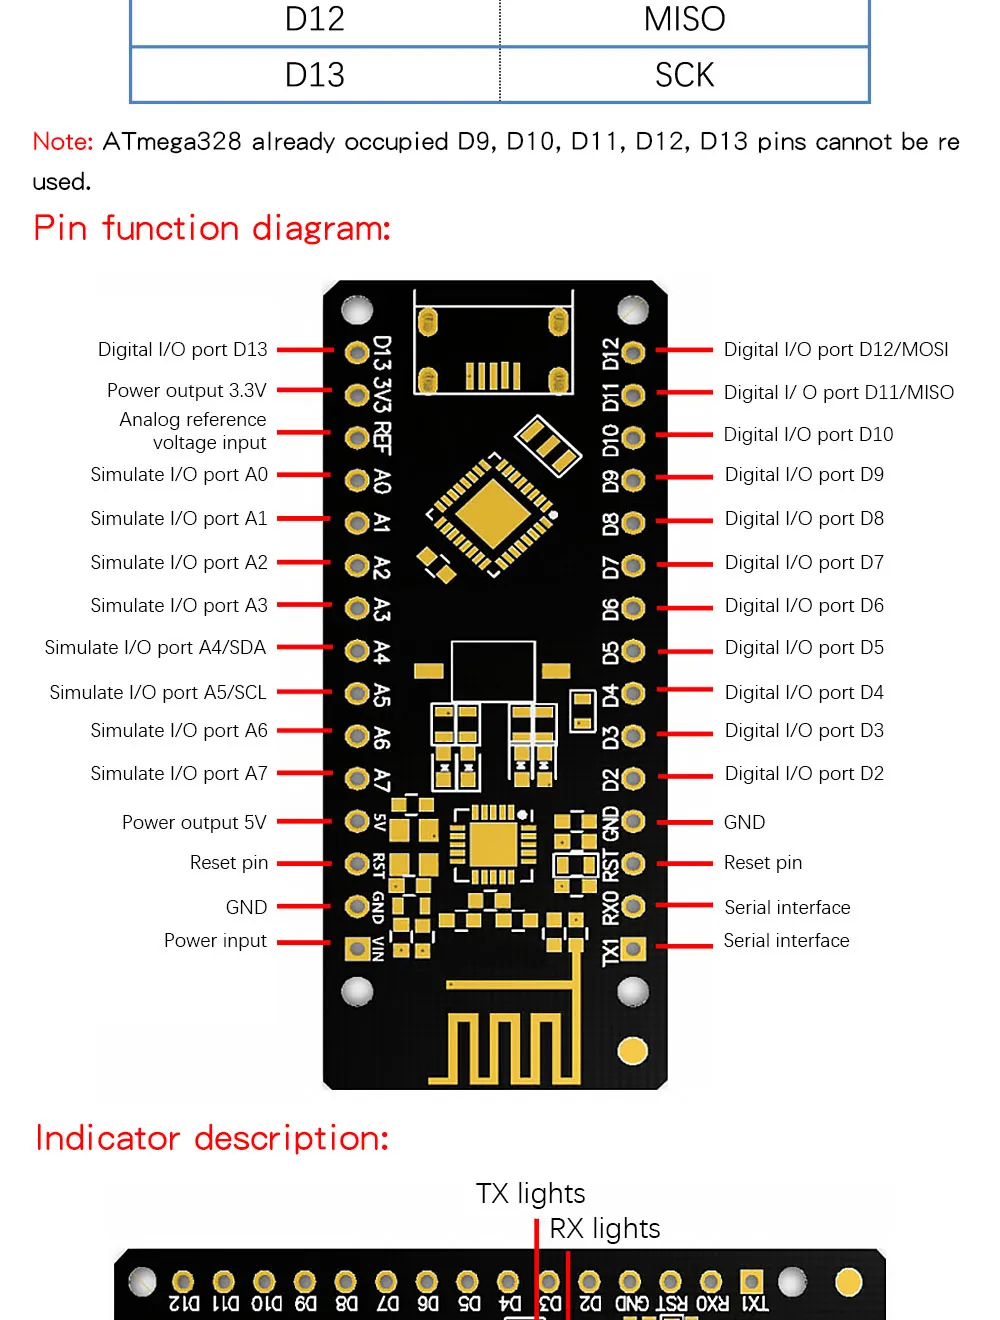 D12 MISO
D13 SCK
Note: ATmega328 already occupied D9, D10, D11, D12, D13 pins cannot be re
used.
Pin function diagram:
Digital I/O port D13 D13 D12 Digital I/O port D12/MOSI
Power output 3.3V 3V3 D11 Digital I/ O port D11/MISO
Analog reference
voltage input REF D10 Digital I/O port D10
Simulate I/O port A0 A0 D9 Digital I/O port D9
Simulate I/O port A1 A1 D8 Digital I/O port D8
Simulate I/O port A2 A2 D7 Digital I/O port D7
Simulate I/O port A3 A3 D6 Digital I/O port D6
Simulate I/O port A4/SDA A4 D5 Digital I/O port D5
Simulate I/O port A5/SCL A5 D4 Digital I/O port D4
Simulate I/O port A6 A6 D3 Digital I/O port D3
Simulate I/O port A7 A7 D2 Digital I/O port D2
Power output 5V 5V GND GND
Reset pin RST RST Reset pin
GND GND RX0 Serial interface
Power input VIN TX1 Serial interface
Indicator description:
TX lights
RX lights
D12 D11 D10 D9 D8 D7 D6 D5 D4 D3 D2 GND RST RX0 TX1